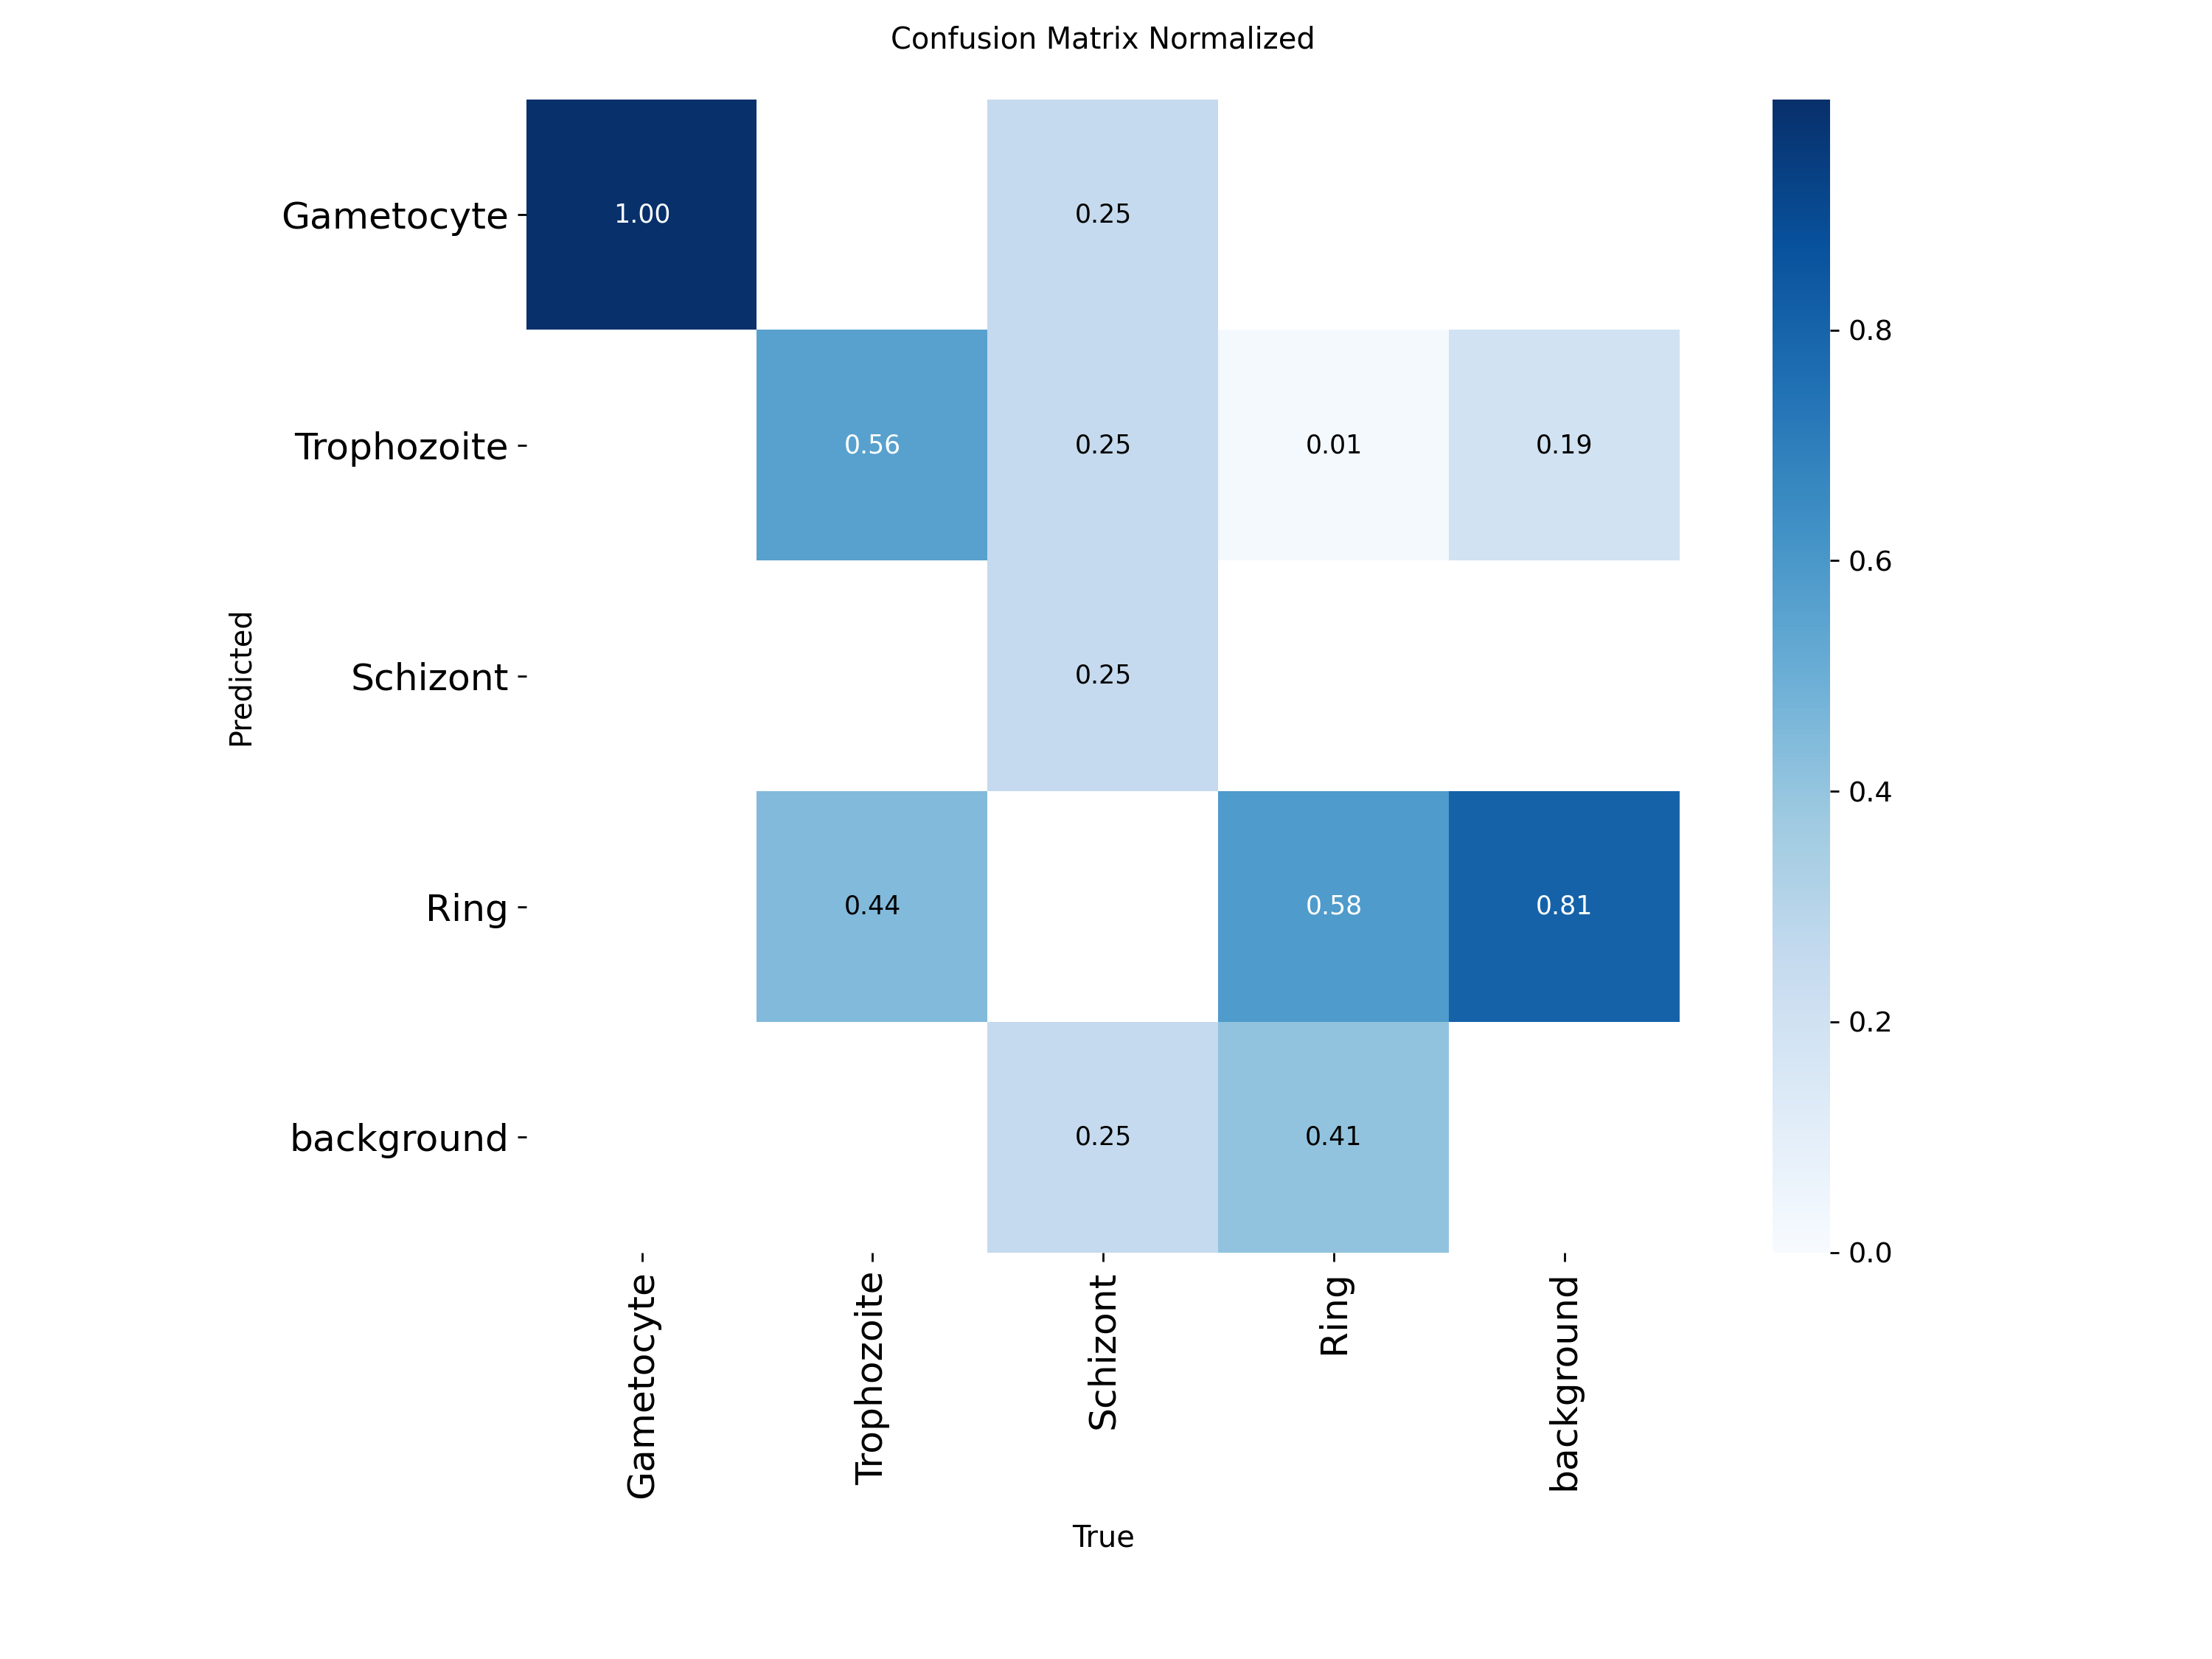 Confusion Matrix Normalized
Gametocyte
1.00
0.25
Trophozoite
0.56
0.25
0.01
0.19
0.8
0.6
Predicted
Schizont
0.25
0.4
Ring
0.44
0.58
0.81
0.2
background
0.25
0.41
0.0
Gametocyte
Trophozoite
Schizont
Ring
background
True